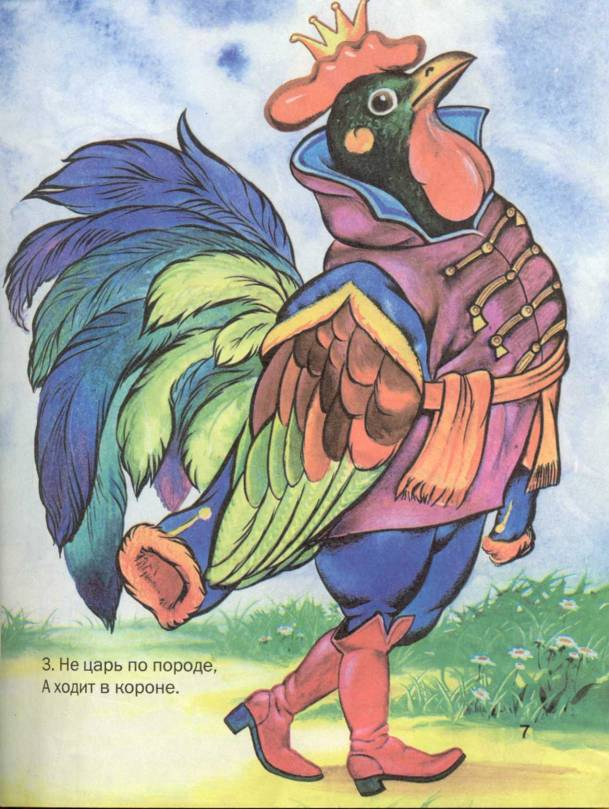 3. Не царь по породе,
А ходит в короне.
7